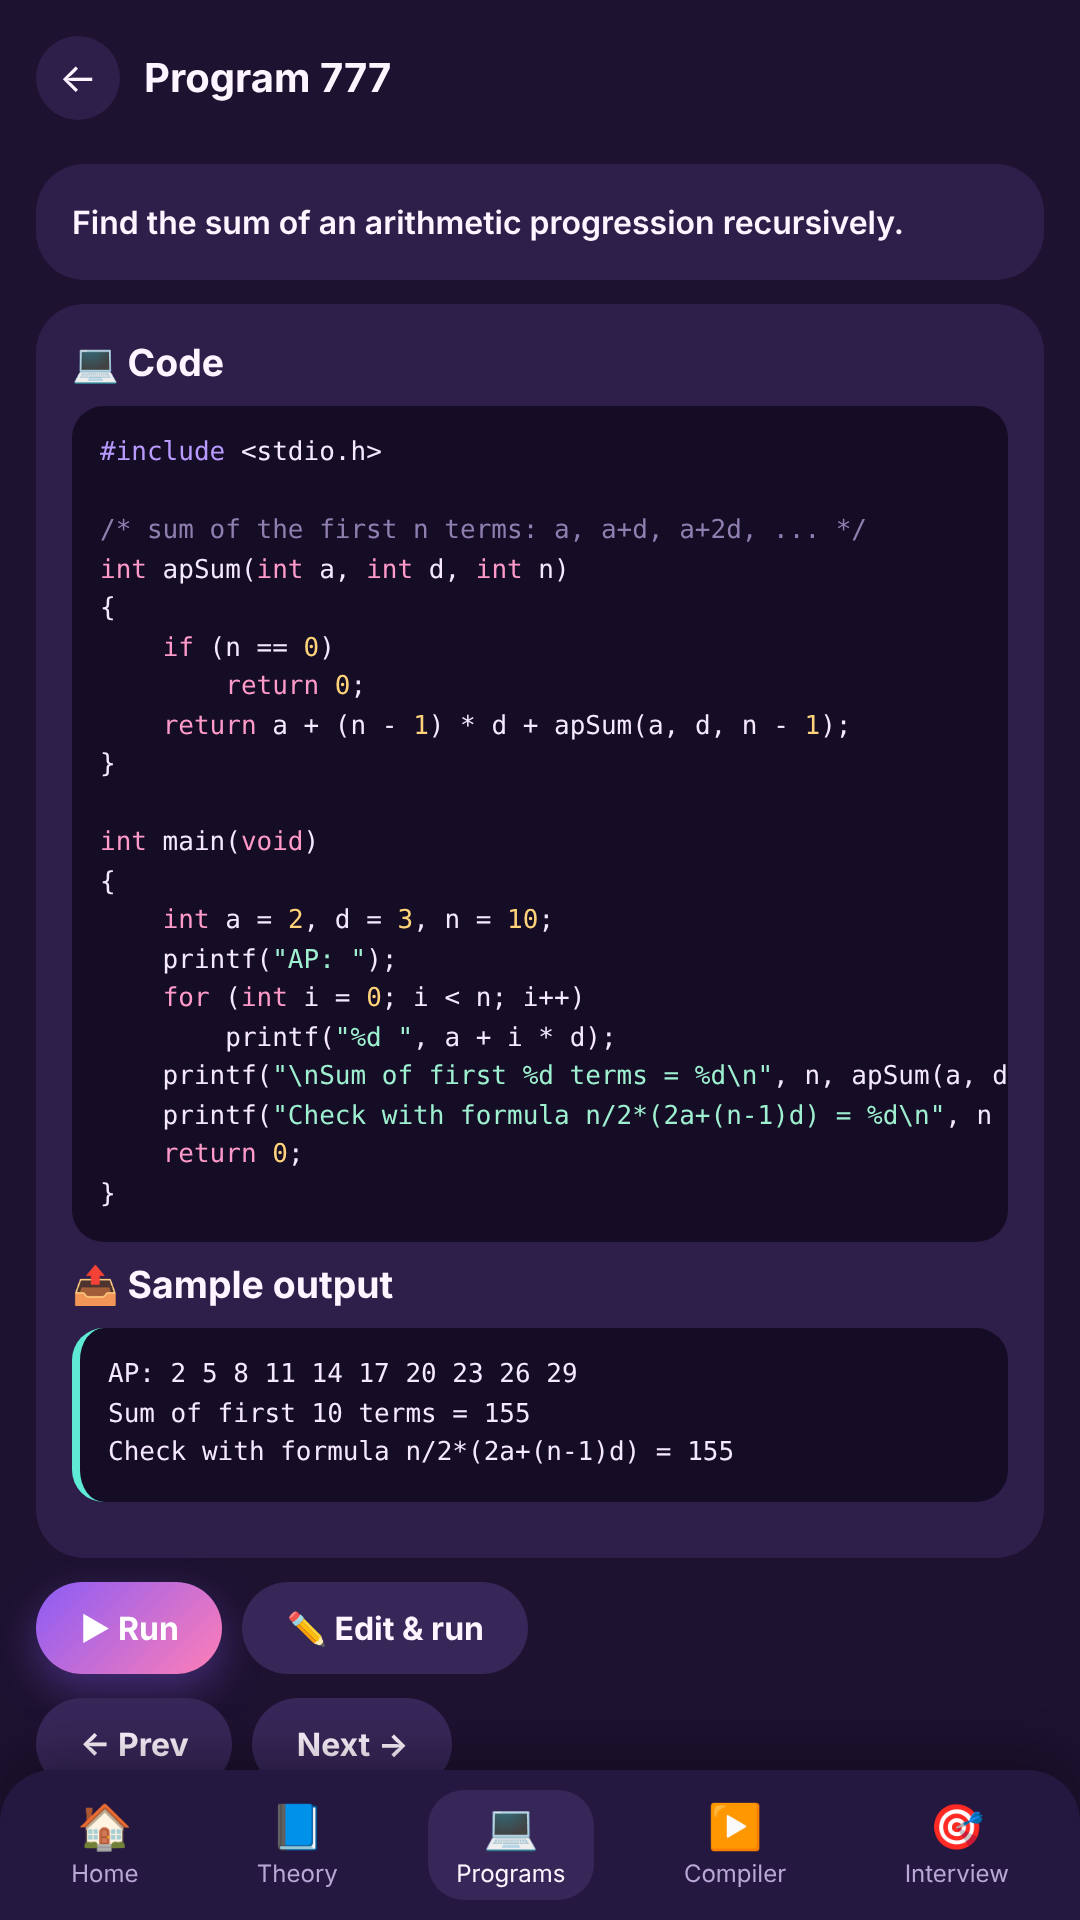 ← Program 777
Find the sum of an arithmetic progression recursively.
💻 Code
#include <stdio.h>

/* sum of the first n terms: a, a+d, a+2d, ... */
int apSum(int a, int d, int n)
{
    if (n == 0)
        return 0;
    return a + (n - 1) * d + apSum(a, d, n - 1);
}

int main(void)
{
    int a = 2, d = 3, n = 10;
    printf("AP: ");
    for (int i = 0; i < n; i++)
        printf("%d ", a + i * d);
    printf("\nSum of first %d terms = %d\n", n, apSum(a, d
    printf("Check with formula n/2*(2a+(n-1)d) = %d\n", n
    return 0;
}
📤 Sample output
AP: 2 5 8 11 14 17 20 23 26 29
Sum of first 10 terms = 155
Check with formula n/2*(2a+(n-1)d) = 155
▶ Run ✏️ Edit & run
← Prev Next →
Home Theory Programs Compiler Interview